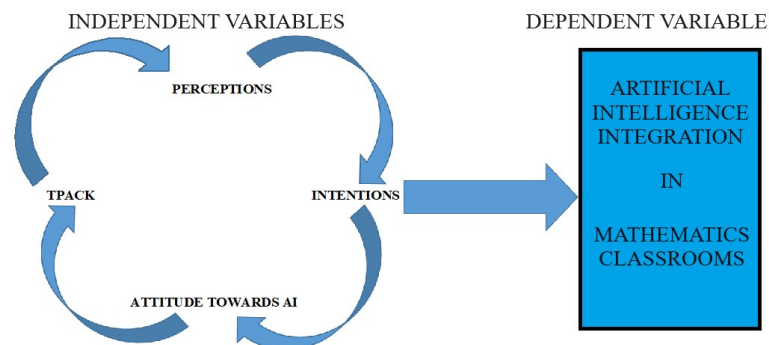 INDEPENDENT VARIABLES
PERCEPTIONS
TPACK
INTENTIONS
ATTITUDE TOWARDS AI
DEPENDENT VARIABLE
ARTIFICIAL
INTELLIGENCE
INTEGRATION
IN
MATHEMATICS
CLASSROOMS